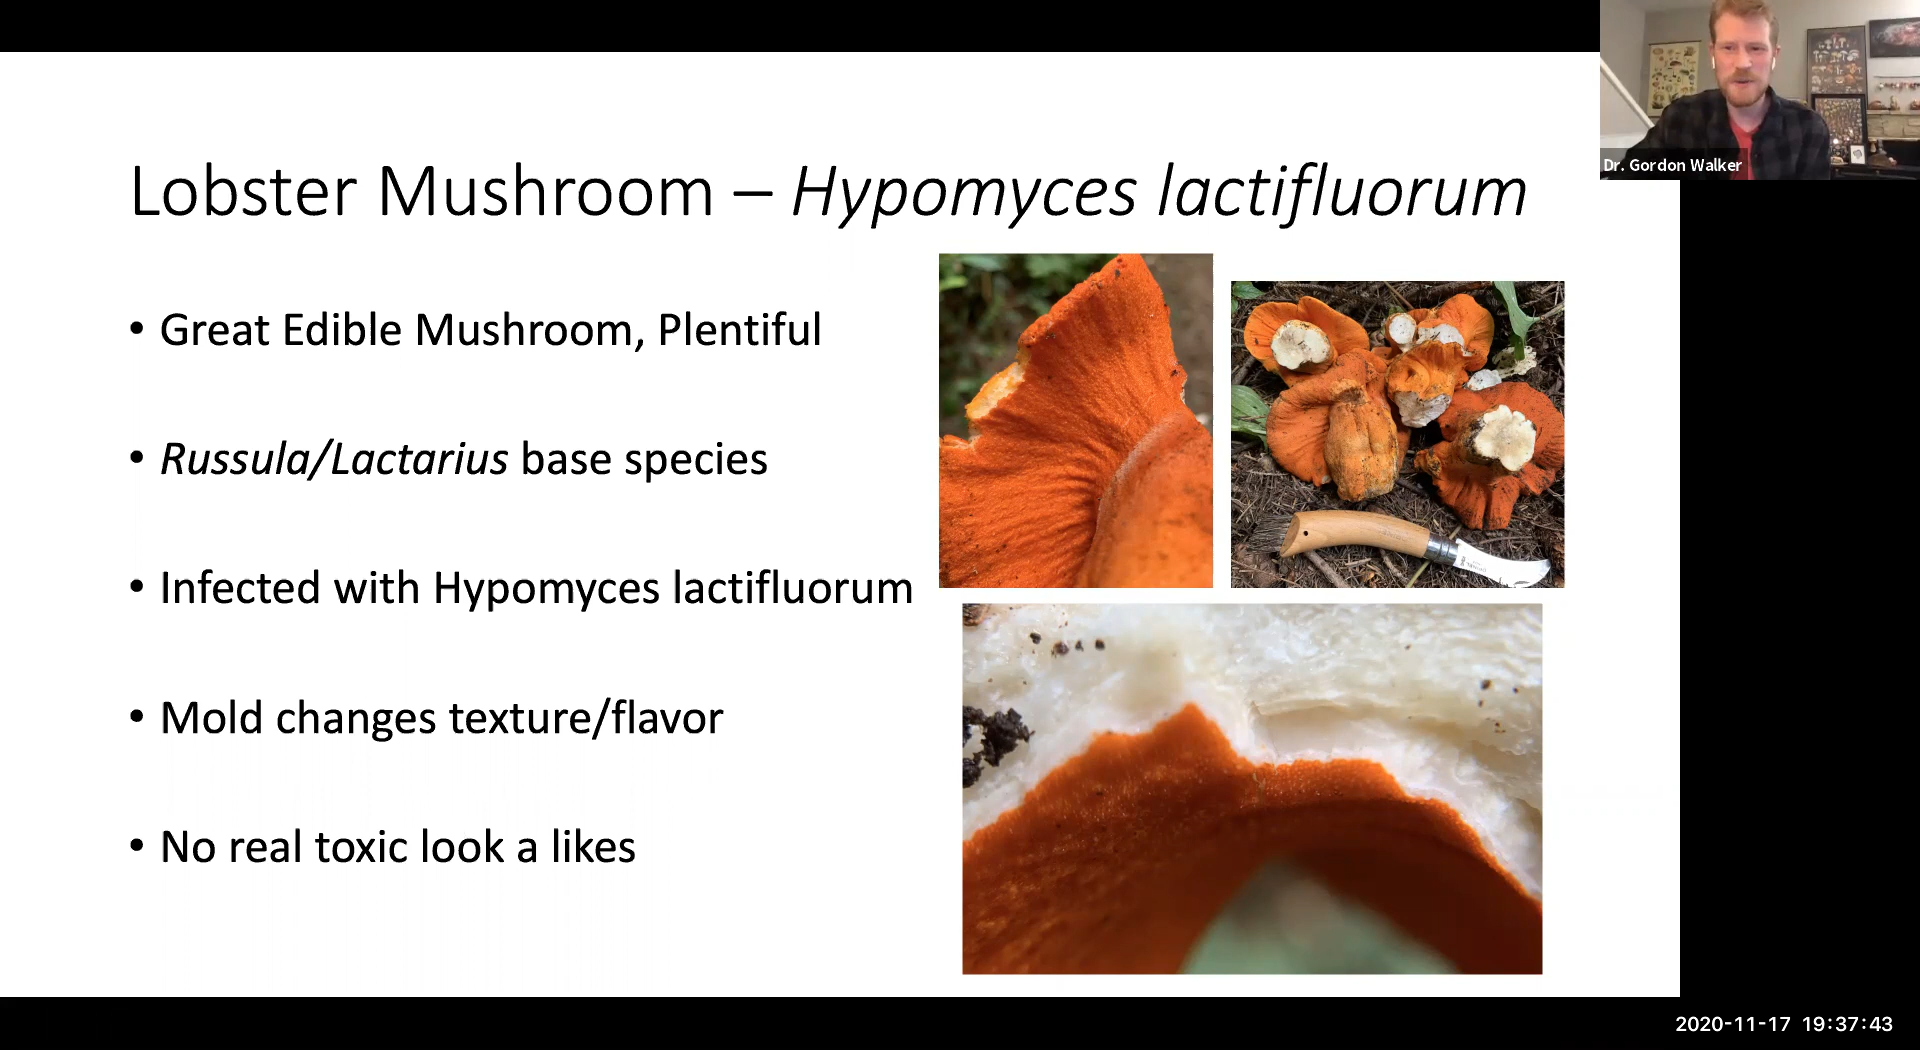 Dr. Gordon Walker
Lobster Mushroom – Hypomyces lactifluorum
• Great Edible Mushroom, Plentiful
• Russula/Lactarius base species
• Infected with Hypomyces lactifluorum
• Mold changes texture/flavor
• No real toxic look a likes
2020-11-17 19:37:43